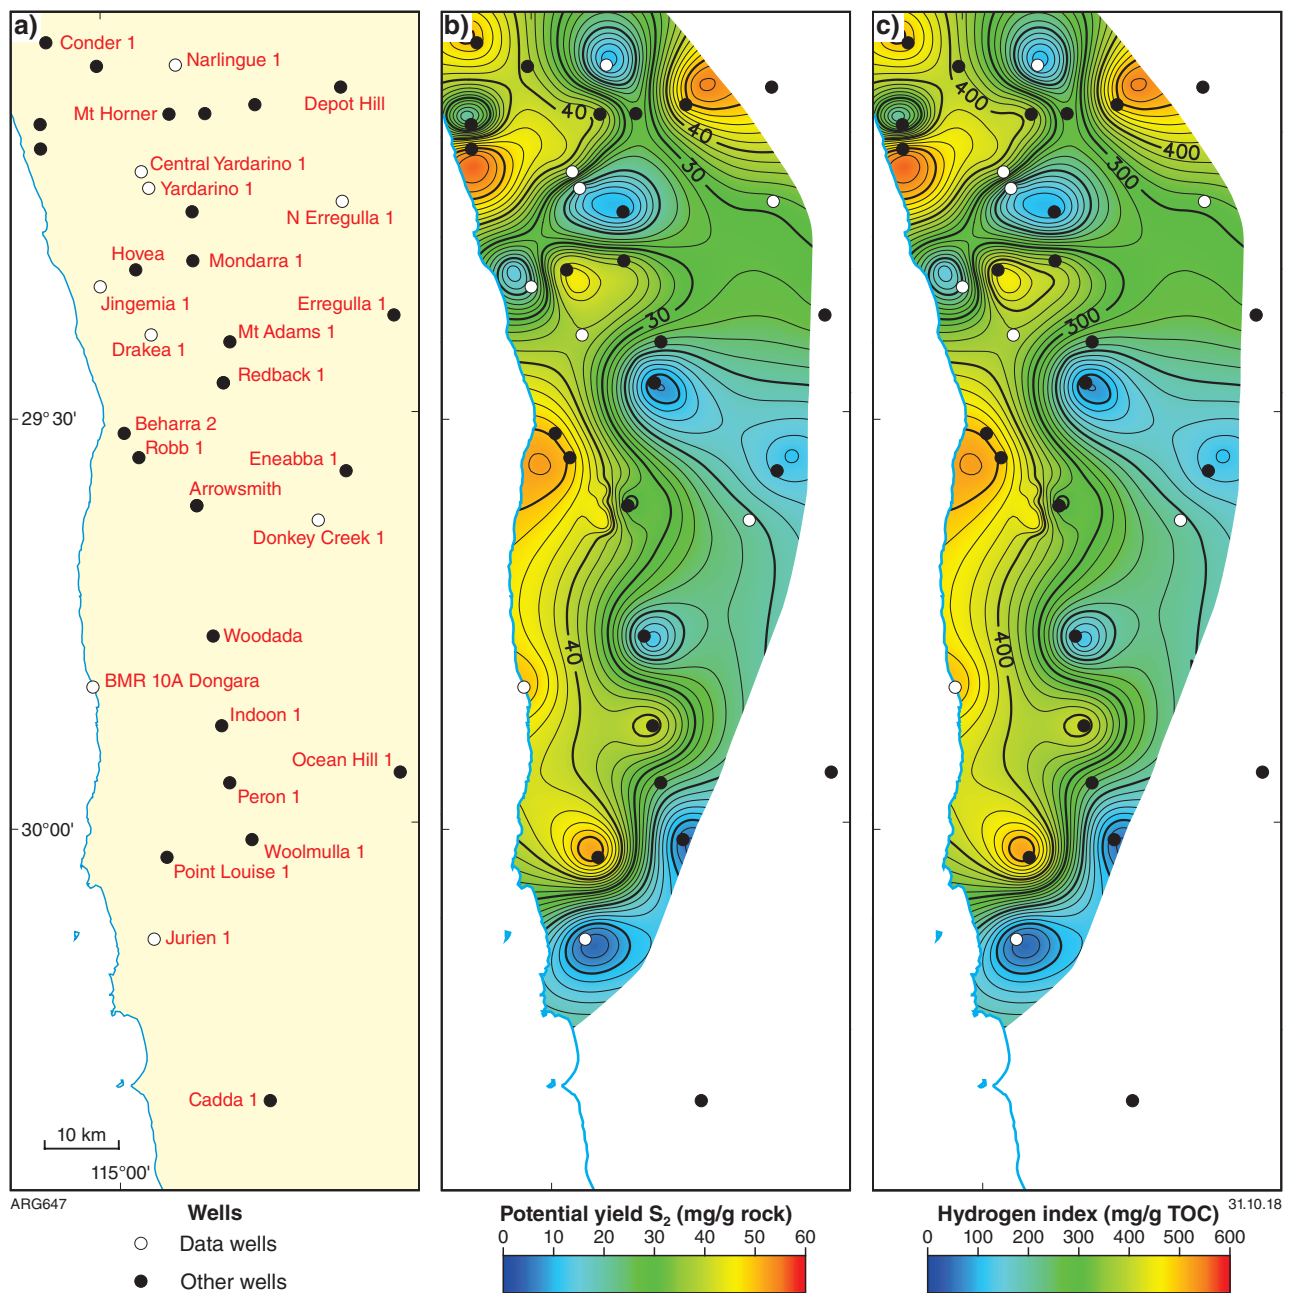 a)
b)
c)
Conder 1
Narlingue 1
Depot Hill
Mt Horner
Central Yardarino 1
Yardarino 1
N Erregulla 1
Hovea
Mondarra 1
Jingemia 1
Erregulla 1
Mt Adams 1
Drakea 1
Redback 1
29°30'
Beharra 2
Robb 1
Eneabba 1
Arrowsmith
Donkey Creek 1
Woodada
BMR 10A Dongara
Indoon 1
Ocean Hill 1
Peron 1
30°00'
Woolmulla 1
Point Louise 1
Jurien 1
Cadda 1
10 km
115°00'
40
40
30
30
40
400
400
300
300
400
ARG647
31.10.18
Wells
Data wells
Other wells
Potential yield S₂ (mg/g rock)
0 10 20 30 40 50 60
Hydrogen index (mg/g TOC)
0 100 200 300 400 500 600